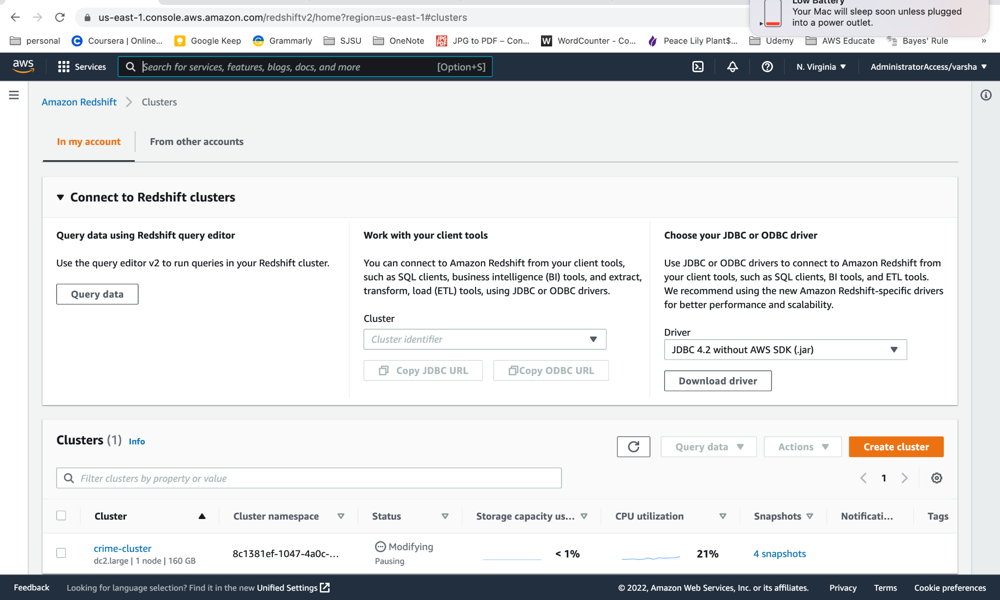 Low Battery
Your Mac will sleep soon unless plugged
into a power outlet.
us-east-1.console.aws.amazon.com/redshiftv2/home?region=us-east-1#clusters
personal Coursera | Online... Google Keep Grammarly SJSU OneNote JPG to PDF – Con... WordCounter - Co... Peace Lily Plant$... Udemy AWS Educate Bayes' Rule »
aws Services Search for services, features, blogs, docs, and more [Option+S] N. Virginia AdministratorAccess/varsha
Amazon Redshift Clusters
In my account From other accounts
Connect to Redshift clusters
Query data using Redshift query editor
Use the query editor v2 to run queries in your Redshift cluster.
Query data
Work with your client tools
You can connect to Amazon Redshift from your client tools,
such as SQL clients, business intelligence (BI) tools, and extract,
transform, load (ETL) tools, using JDBC or ODBC drivers.
Cluster
Cluster identifier
Copy JDBC URL Copy ODBC URL
Choose your JDBC or ODBC driver
Use JDBC or ODBC drivers to connect to Amazon Redshift from
your client tools, such as SQL clients, BI tools, and ETL tools.
We recommend using the new Amazon Redshift-specific drivers
for better performance and scalability.
Driver
JDBC 4.2 without AWS SDK (.jar)
Download driver
Clusters (1) Info
Query data Actions Create cluster
Filter clusters by property or value
1
Cluster Cluster namespace Status Storage capacity us... CPU utilization Snapshots Notificati... Tags
crime-cluster 8c1381ef-1047-4a0c-... Modifying < 1% 21% 4 snapshots
dc2.large | 1 node | 160 GB Pausing
Feedback Looking for language selection? Find it in the new Unified Settings © 2022, Amazon Web Services, Inc. or its affiliates. Privacy Terms Cookie preferences